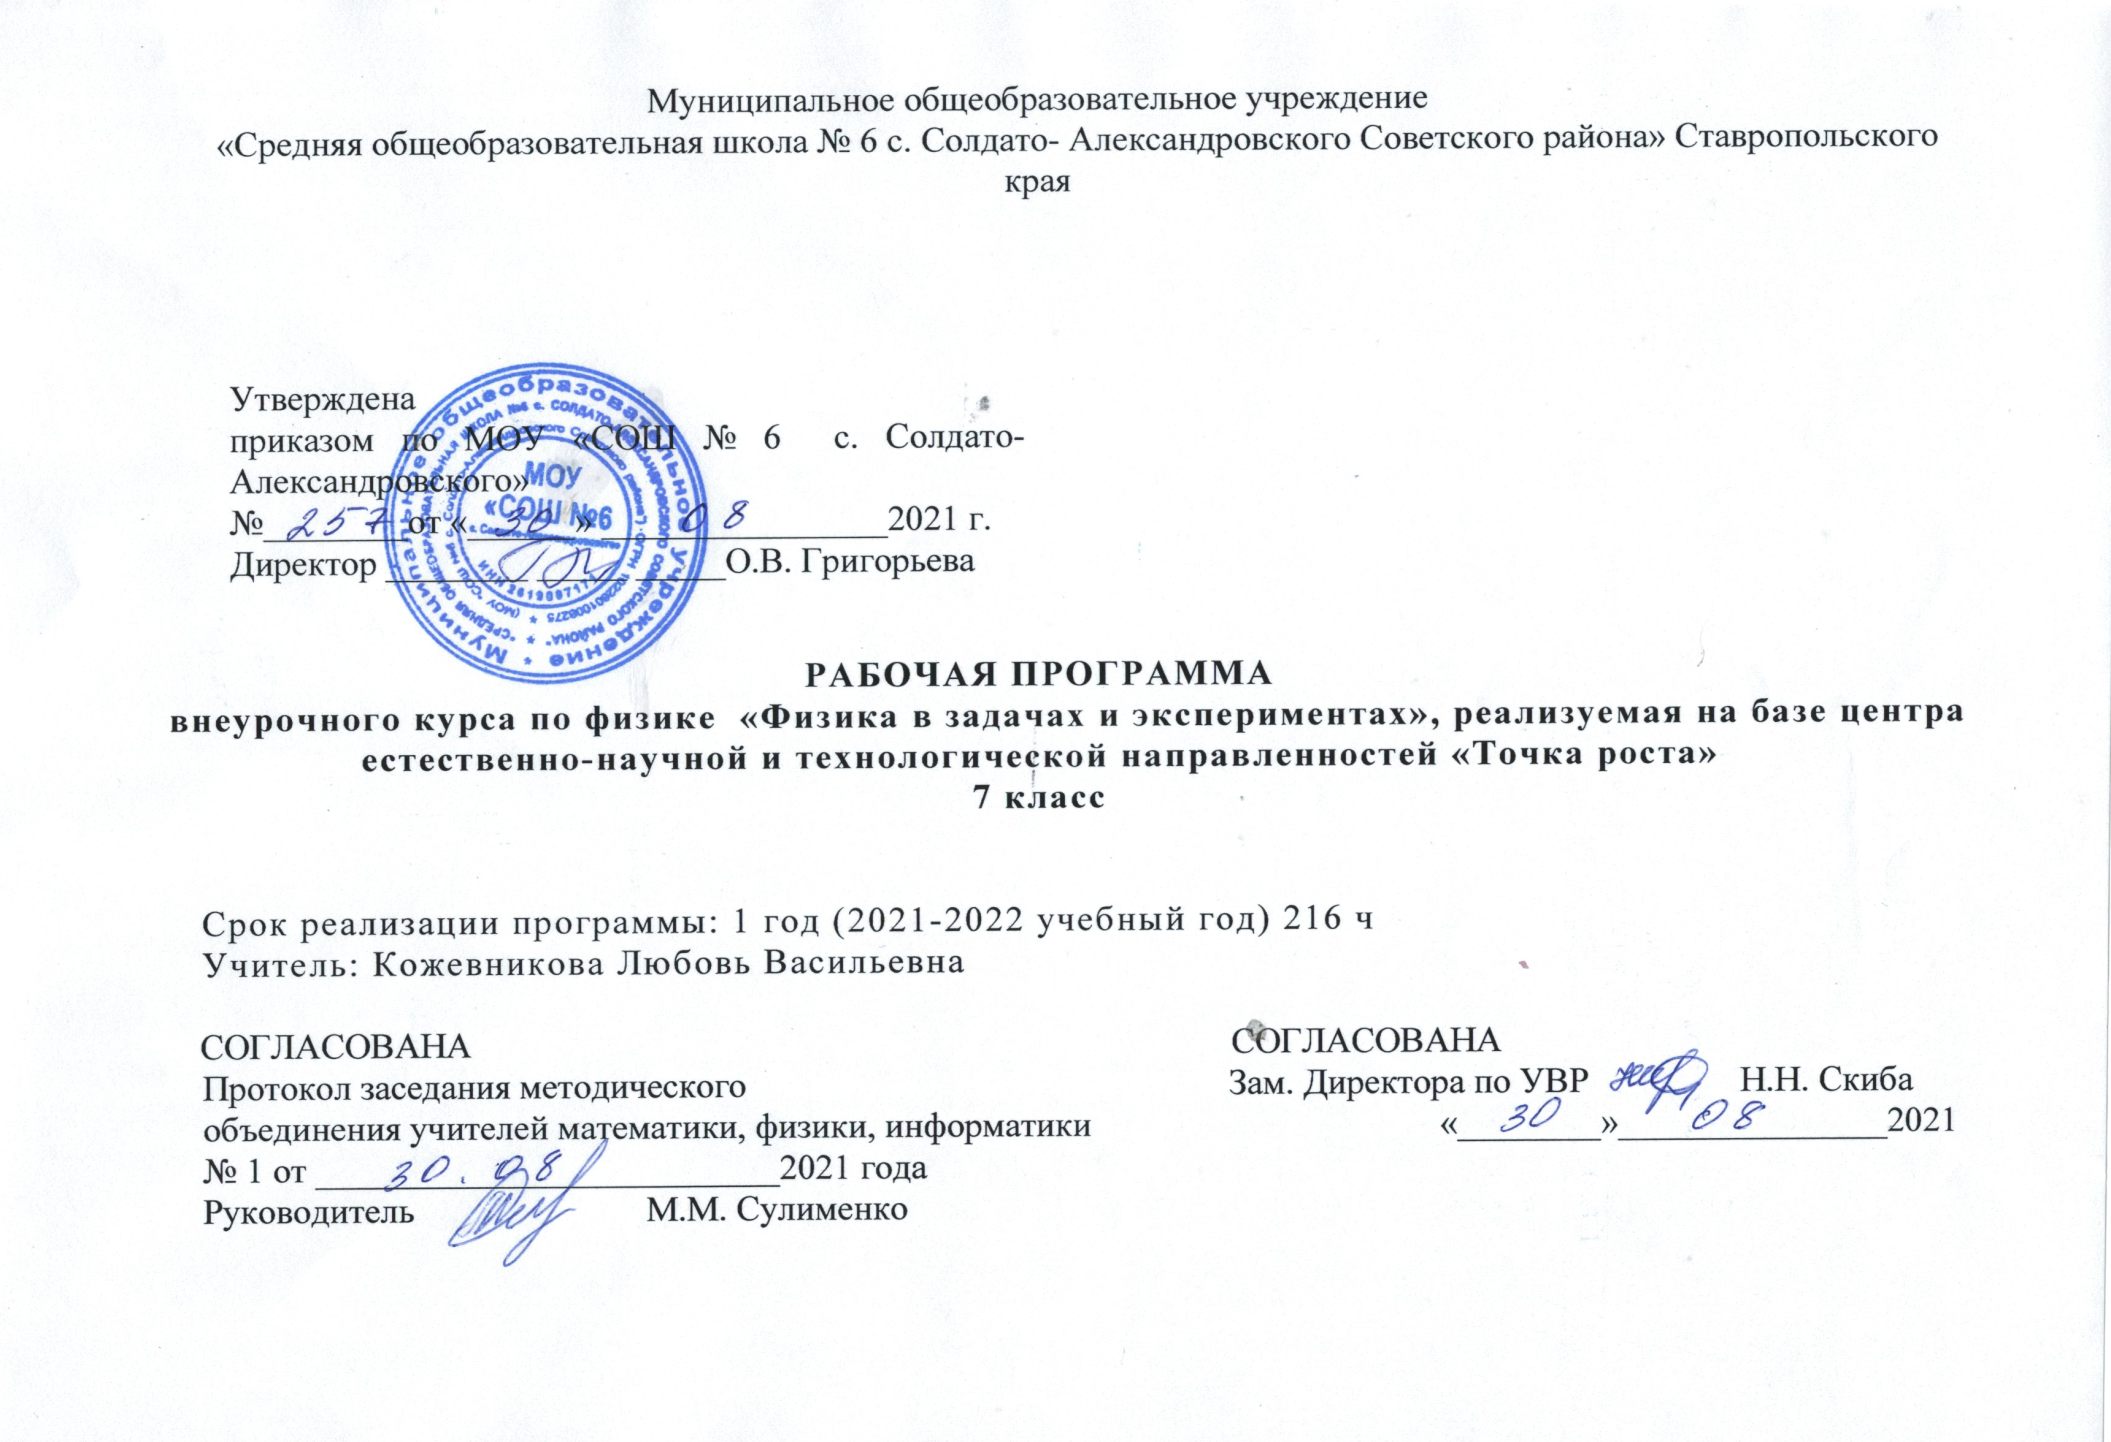 Муниципальное общеобразовательное учреждение
«Средняя общеобразовательная школа № 6 с. Солдато- Александровского Советского района» Ставропольского
края
Утверждена
приказом по МОУ «СОШ № 6 с. Солдато-
Александровского»
№ 257 от « 30 » 08 2021 г.
Директор О.В. Григорьева
МОУ
«СОШ №6
РАБОЧАЯ ПРОГРАММА
внеурочного курса по физике «Физика в задачах и экспериментах», реализуемая на базе центра
естественно-научной и технологической направленностей «Точка роста»
7 класс
Срок реализации программы: 1 год (2021-2022 учебный год) 216 ч
Учитель: Кожевникова Любовь Васильевна
СОГЛАСОВАНА
Протокол заседания методического
объединения учителей математики, физики, информатики
№ 1 от 30.08 2021 года
Руководитель М.М. Сулименко
СОГЛАСОВАНА
Зам. Директора по УВР Н.Н. Скиба
« 30 » 08 2021